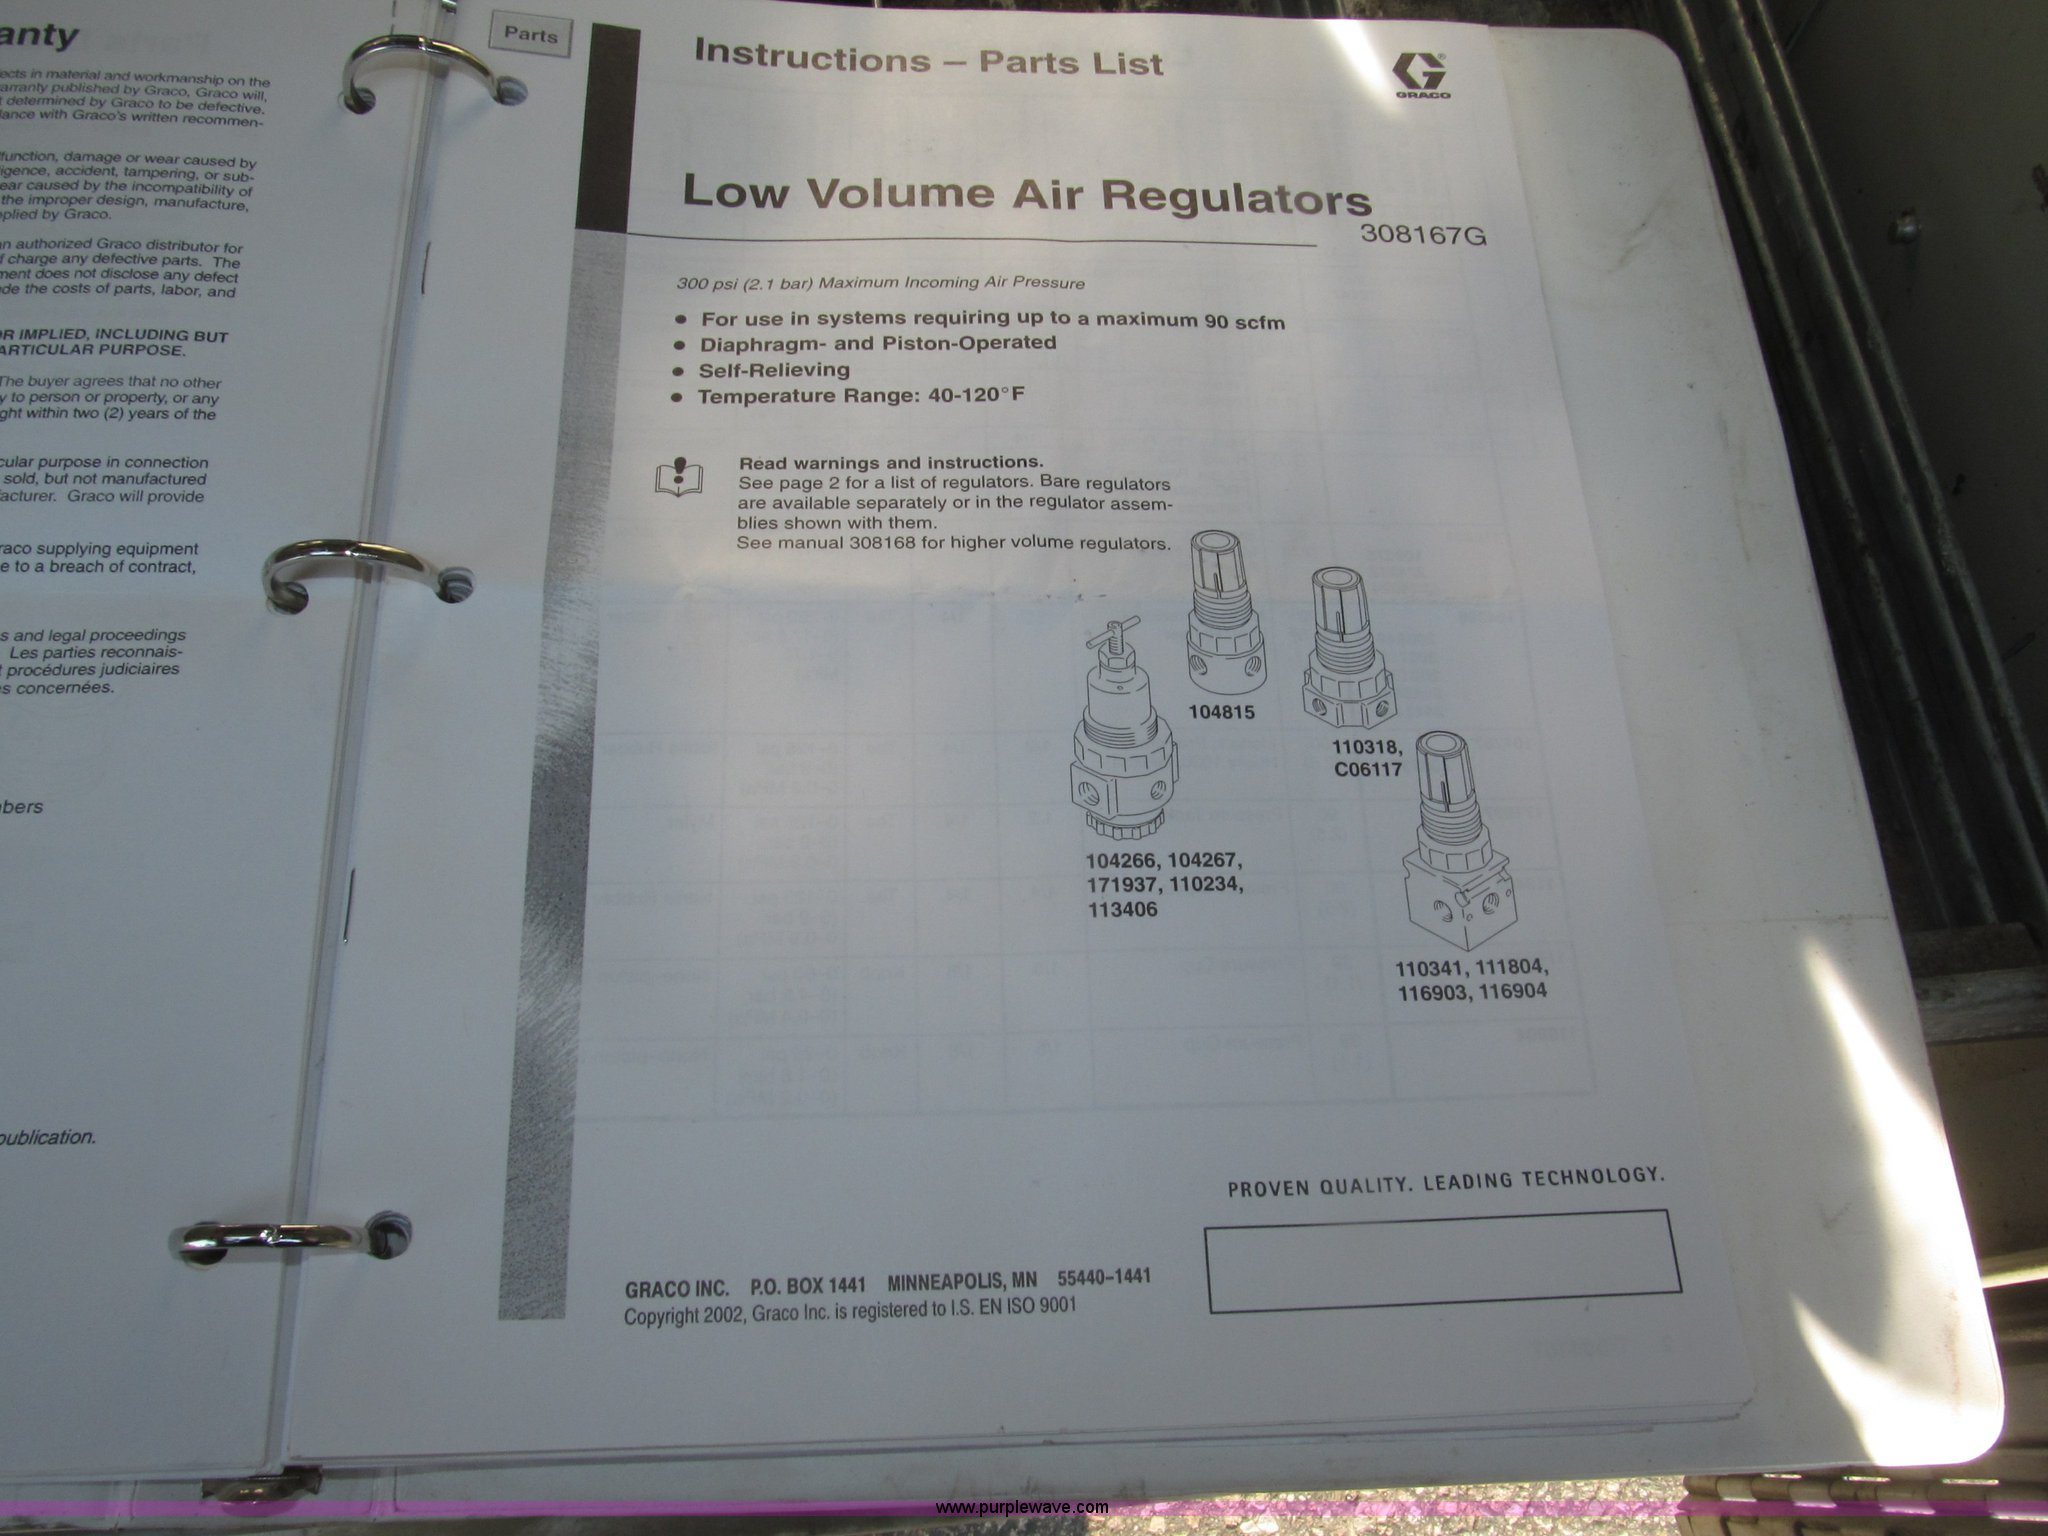 anty
ects in material and workmanship on the
arranty published by Graco, Graco will,
t determined by Graco to be defective.
dance with Graco's written recommen-
function, damage or wear caused by
ligence, accident, tampering, or sub-
ear caused by the incompatibility of
the improper design, manufacture,
pplied by Graco.
an authorized Graco distributor for
f charge any defective parts. The
ment does not disclose any defect
de the costs of parts, labor, and
OR IMPLIED, INCLUDING BUT
ARTICULAR PURPOSE.
The buyer agrees that no other
y to person or property, or any
ght within two (2) years of the
cular purpose in connection
sold, but not manufactured
facturer. Graco will provide
raco supplying equipment
e to a breach of contract,
s and legal proceedings
Les parties reconnais-
t procédures judiciaires
es concernées.
bers
publication.
Parts
Instructions – Parts List
GRACO
Low Volume Air Regulators
308167G
300 psi (2.1 bar) Maximum Incoming Air Pressure
● For use in systems requiring up to a maximum 90 scfm
● Diaphragm- and Piston-Operated
● Self-Relieving
● Temperature Range: 40-120°F
Read warnings and instructions.
See page 2 for a list of regulators. Bare regulators
are available separately or in the regulator assem-
blies shown with them.
See manual 308168 for higher volume regulators.
104815
110318,
C06117
104266, 104267,
171937, 110234,
113406
110341, 111804,
116903, 116904
PROVEN QUALITY. LEADING TECHNOLOGY.
GRACO INC. P.O. BOX 1441 MINNEAPOLIS, MN 55440–1441
Copyright 2002, Graco Inc. is registered to I.S. EN ISO 9001
www.purplewave.com